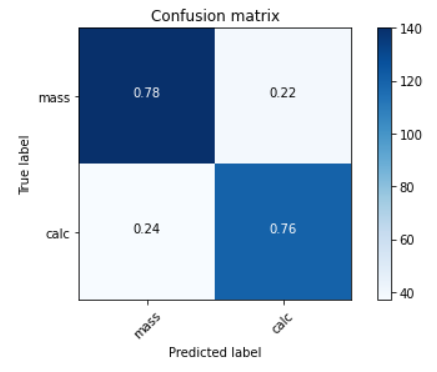 Confusion matrix
140
120
100
80
60
40
True label
mass
0.78
0.22
calc
0.24
0.76
mass
calc
Predicted label